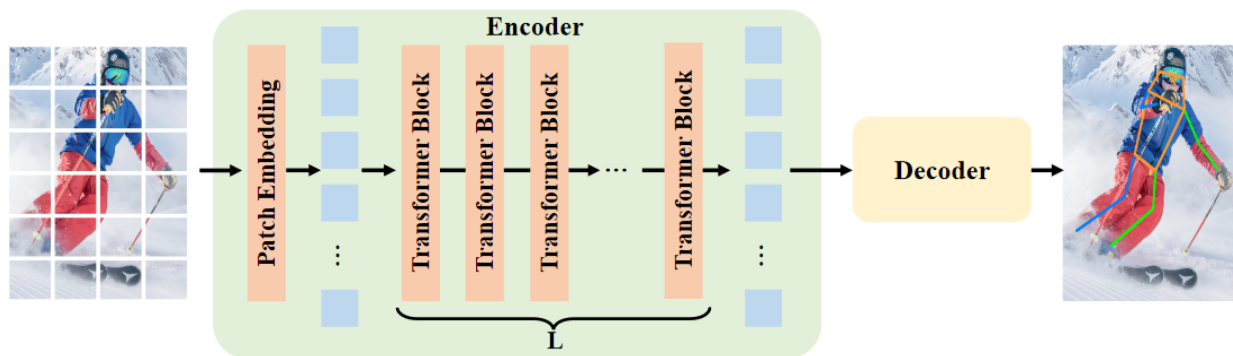 Encoder
Patch Embedding
Transformer Block
Transformer Block
Transformer Block
...
Transformer Block
...
...
L
Decoder